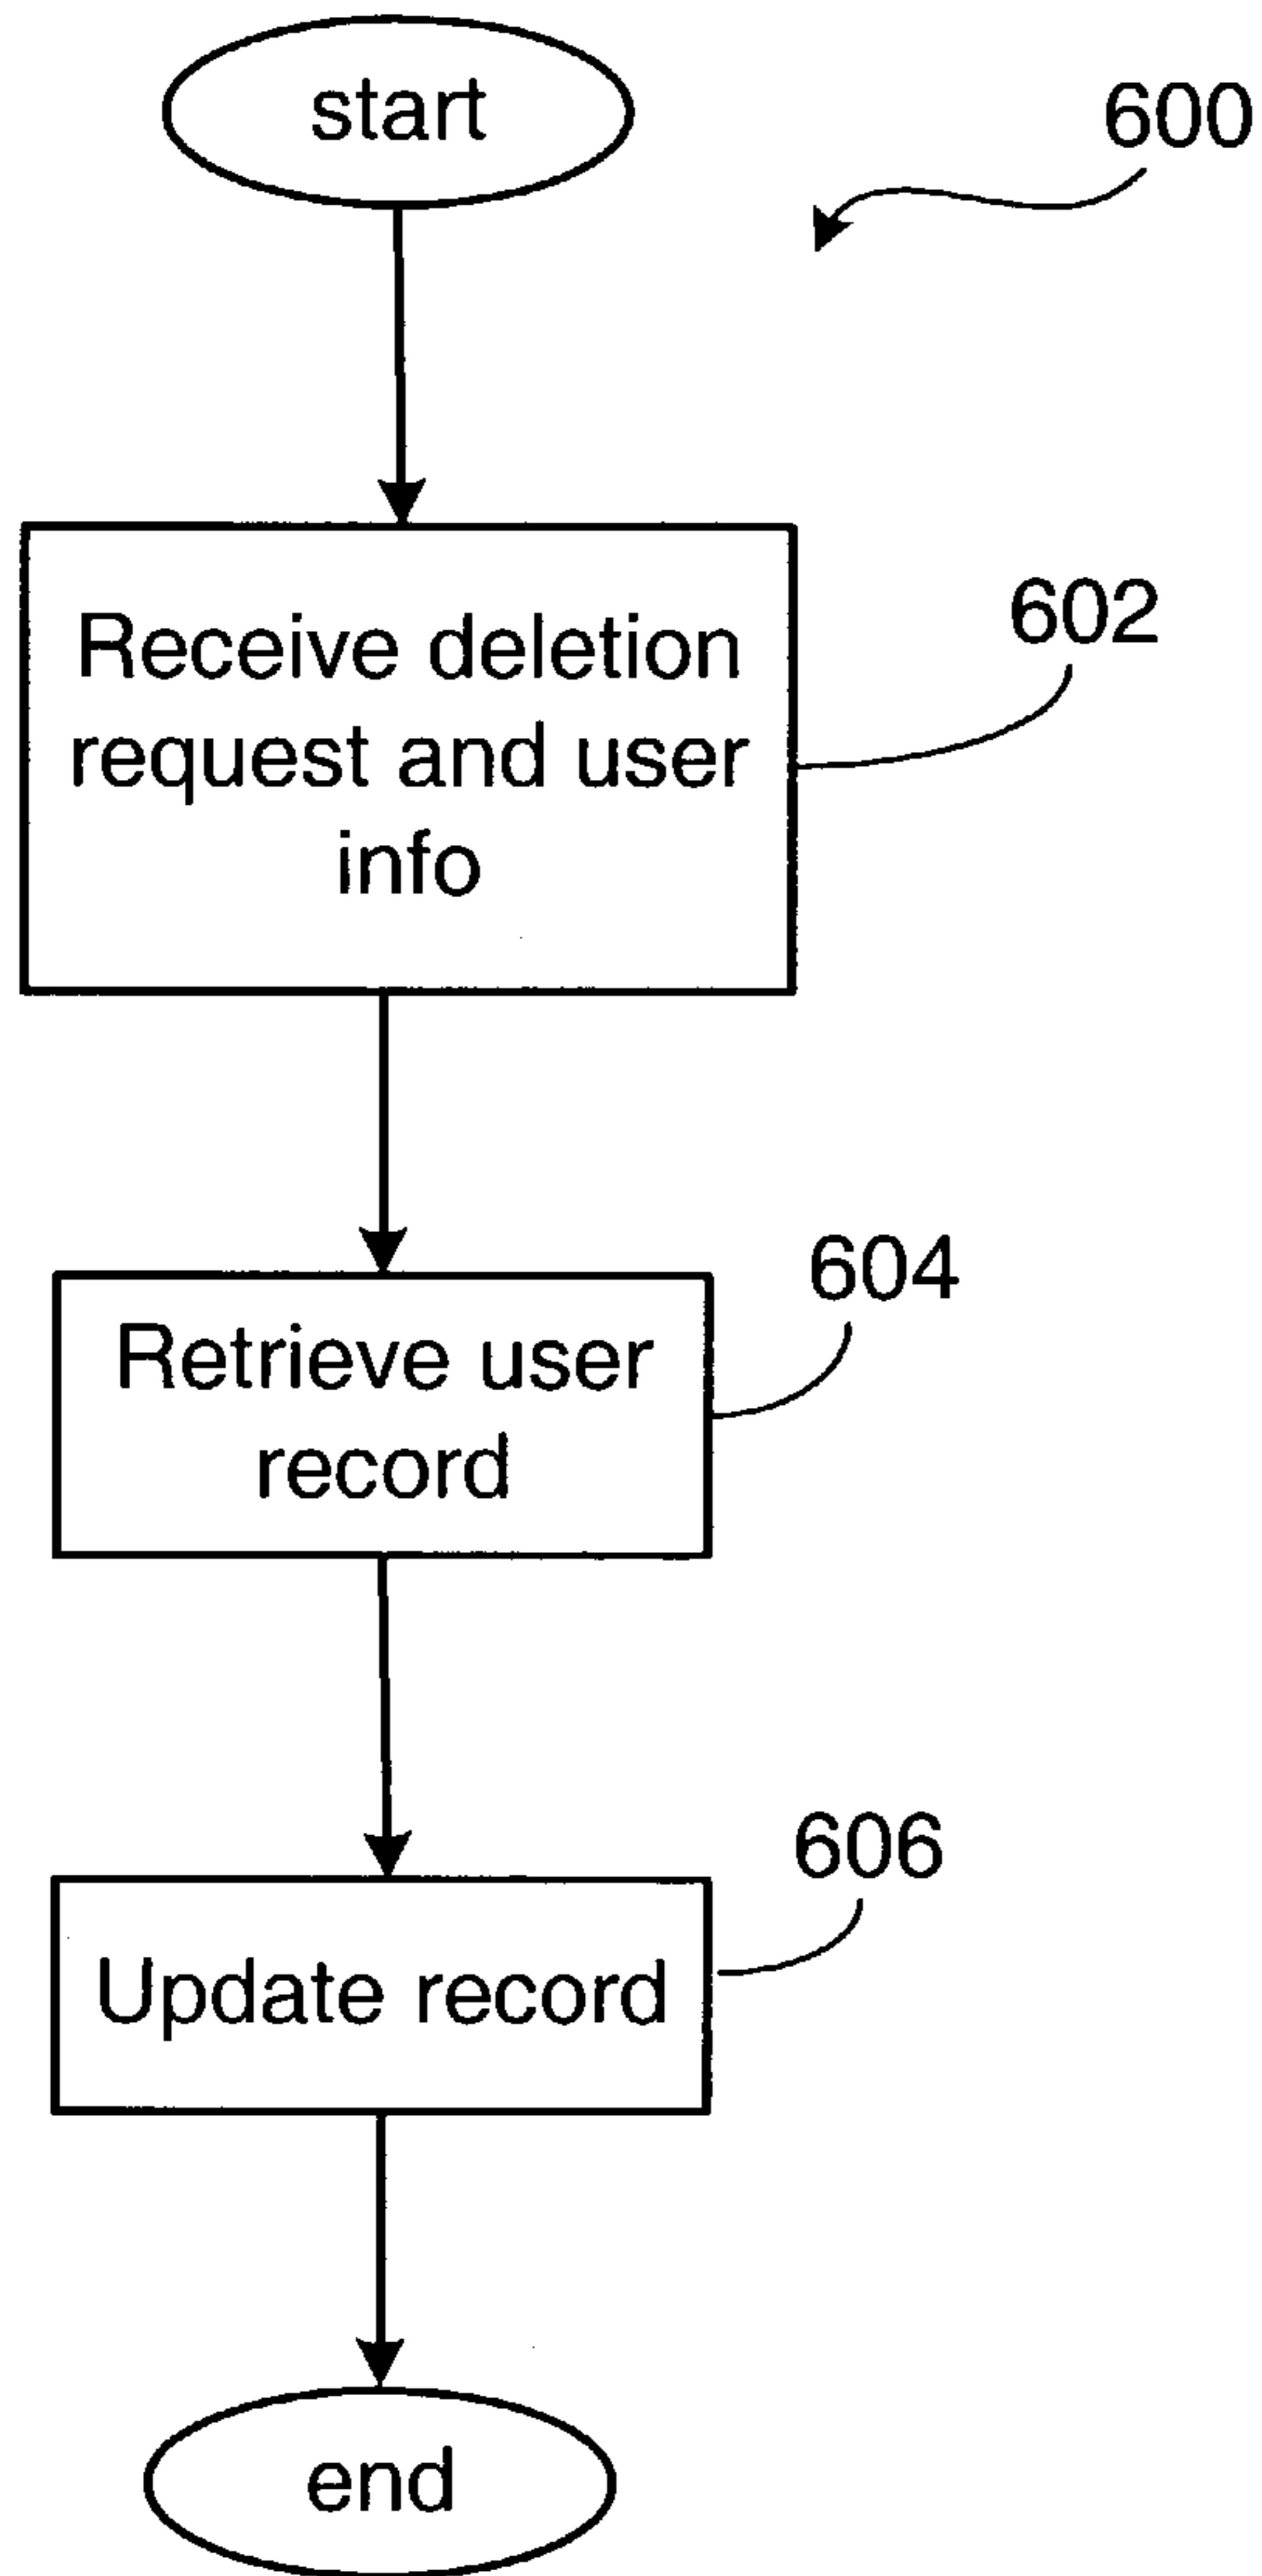 start
600
Receive deletion
request and user
info
602
604
Retrieve user
record
606
Update record
end